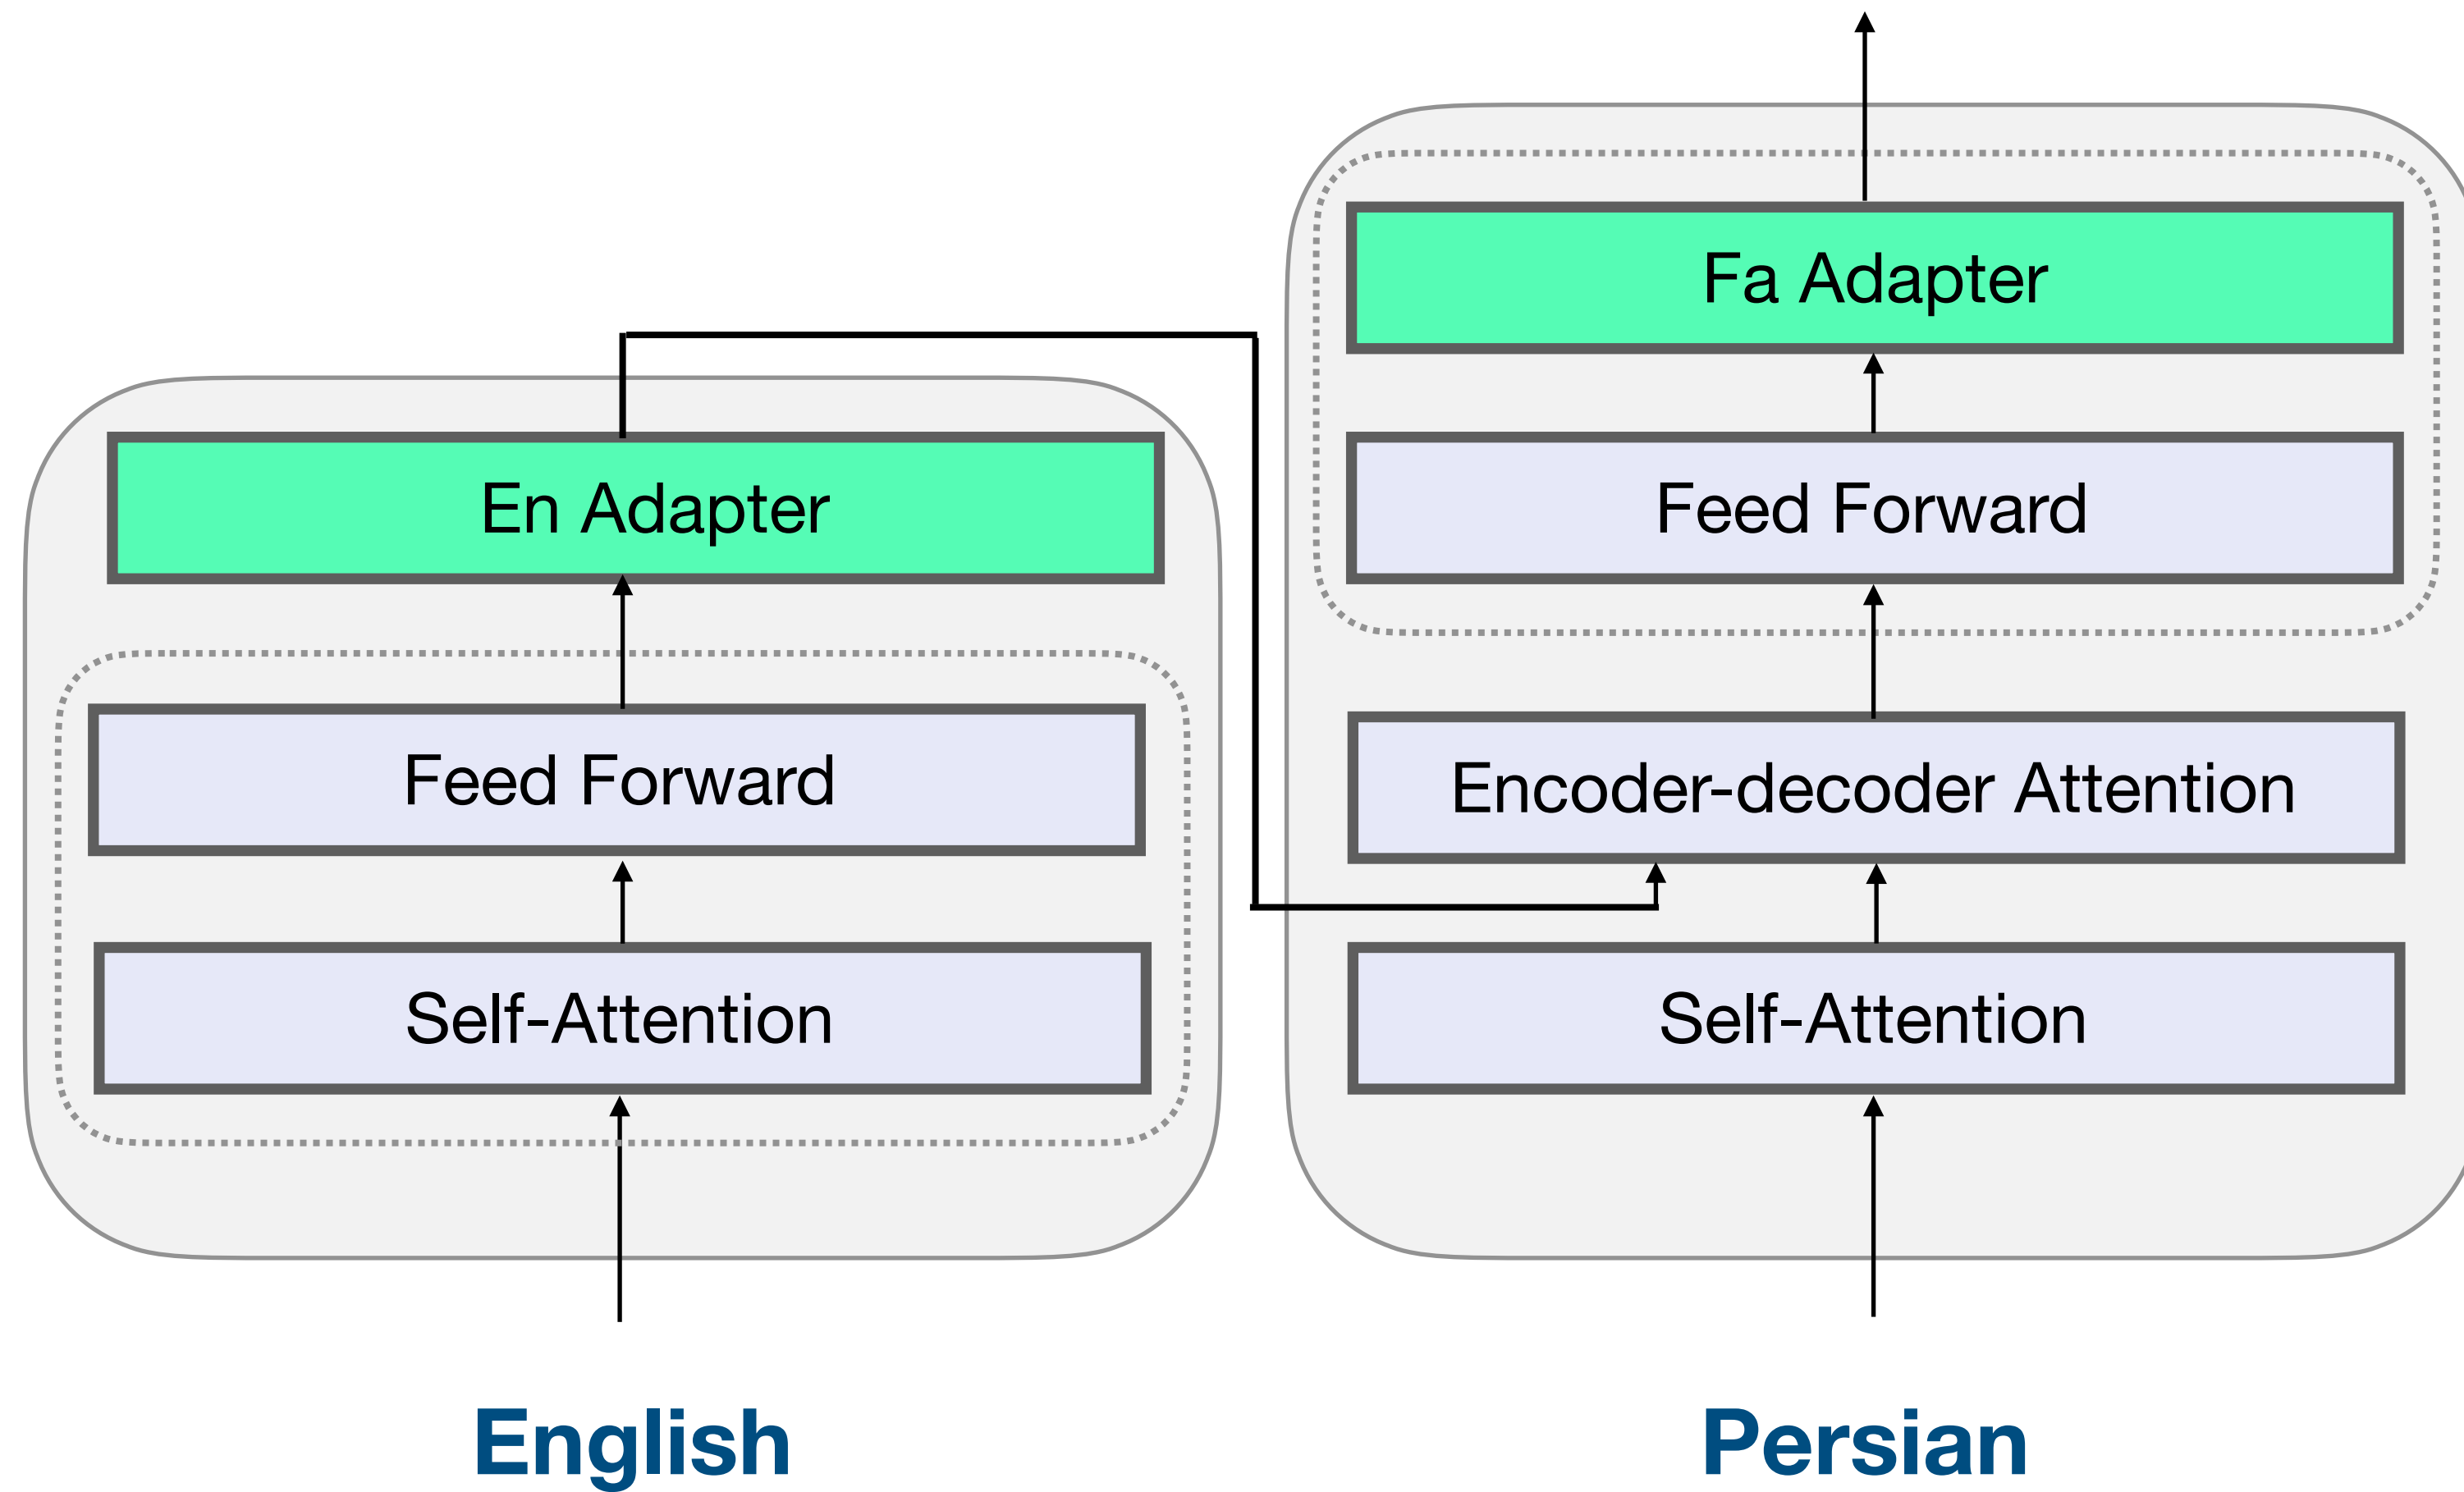 En Adapter
Feed Forward
Self-Attention
English
Fa Adapter
Feed Forward
Encoder-decoder Attention
Self-Attention
Persian